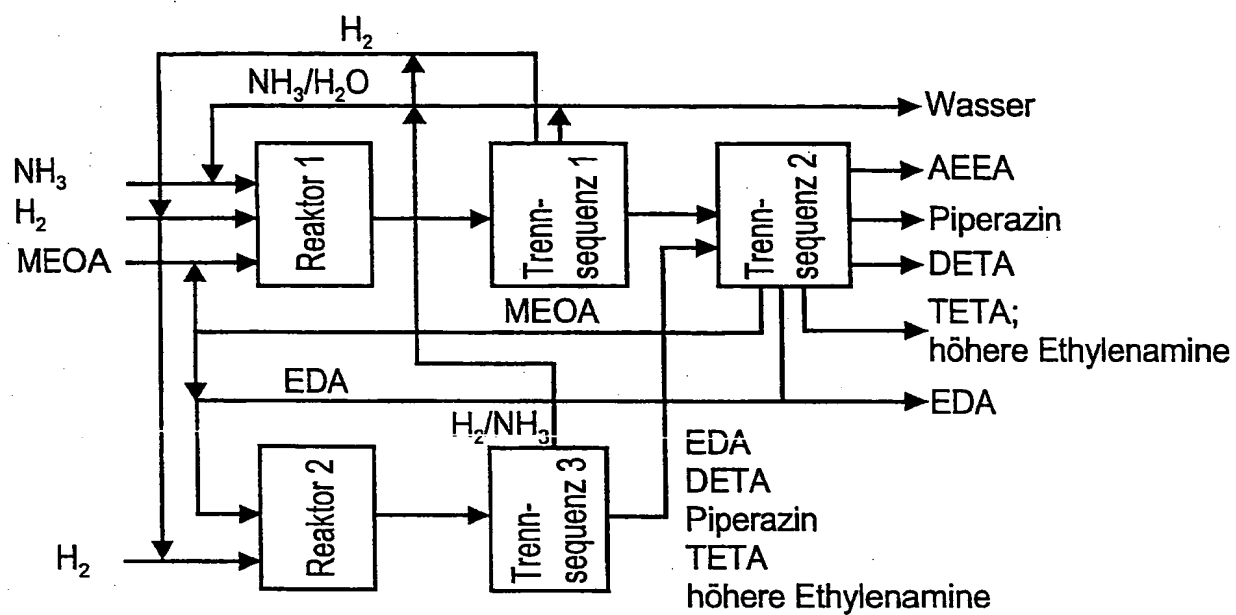 H₂
NH₃/H₂O
Wasser
NH₃
H₂
MEOA
Reaktor 1
Trenn-
sequenz 1
Trenn-
sequenz 2
AEEA
Piperazin
DETA
MEOA
TETA;
höhere Ethylenamine
EDA
EDA
H₂/NH₃
Reaktor 2
Trenn-
sequenz 3
EDA
DETA
Piperazin
TETA
höhere Ethylenamine
H₂